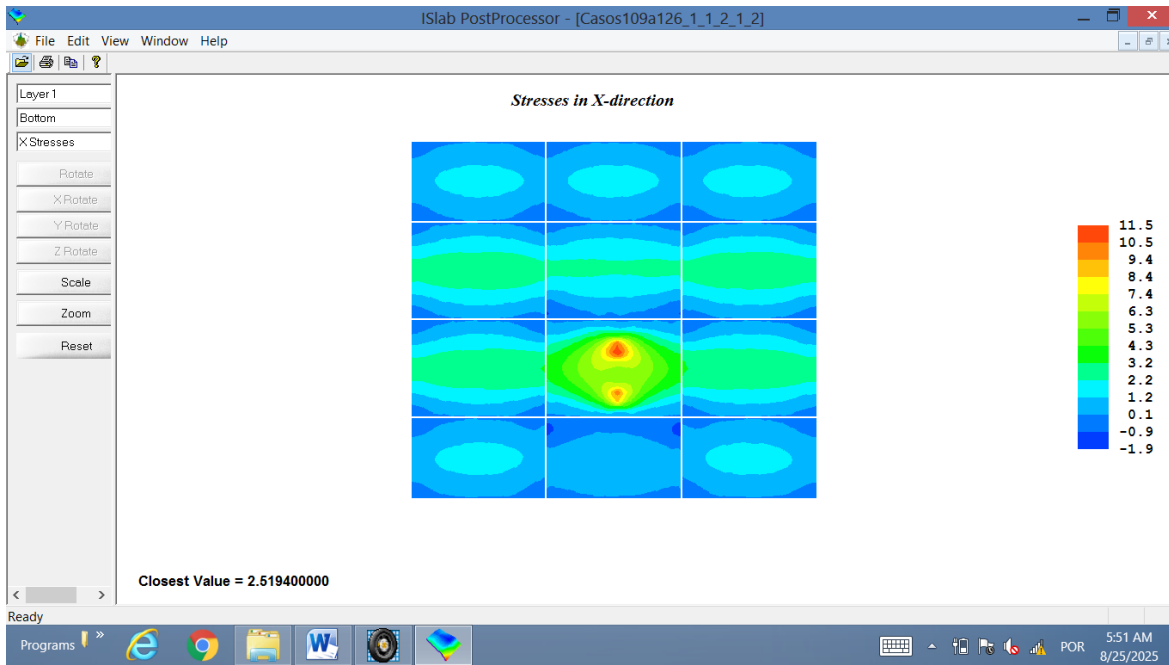 ISlab PostProcessor - [Casos109a126_1_1_2_1_2]
File Edit View Window Help
Layer 1
Bottom
X Stresses
Rotate
X Rotate
Y Rotate
Z Rotate
Scale
Zoom
Reset
Stresses in X-direction
11.5
10.5
9.4
8.4
7.4
6.3
5.3
4.3
3.2
2.2
1.2
0.1
-0.9
-1.9
Closest Value = 2.519400000
Ready
Programs
POR
5:51 AM
8/25/2025